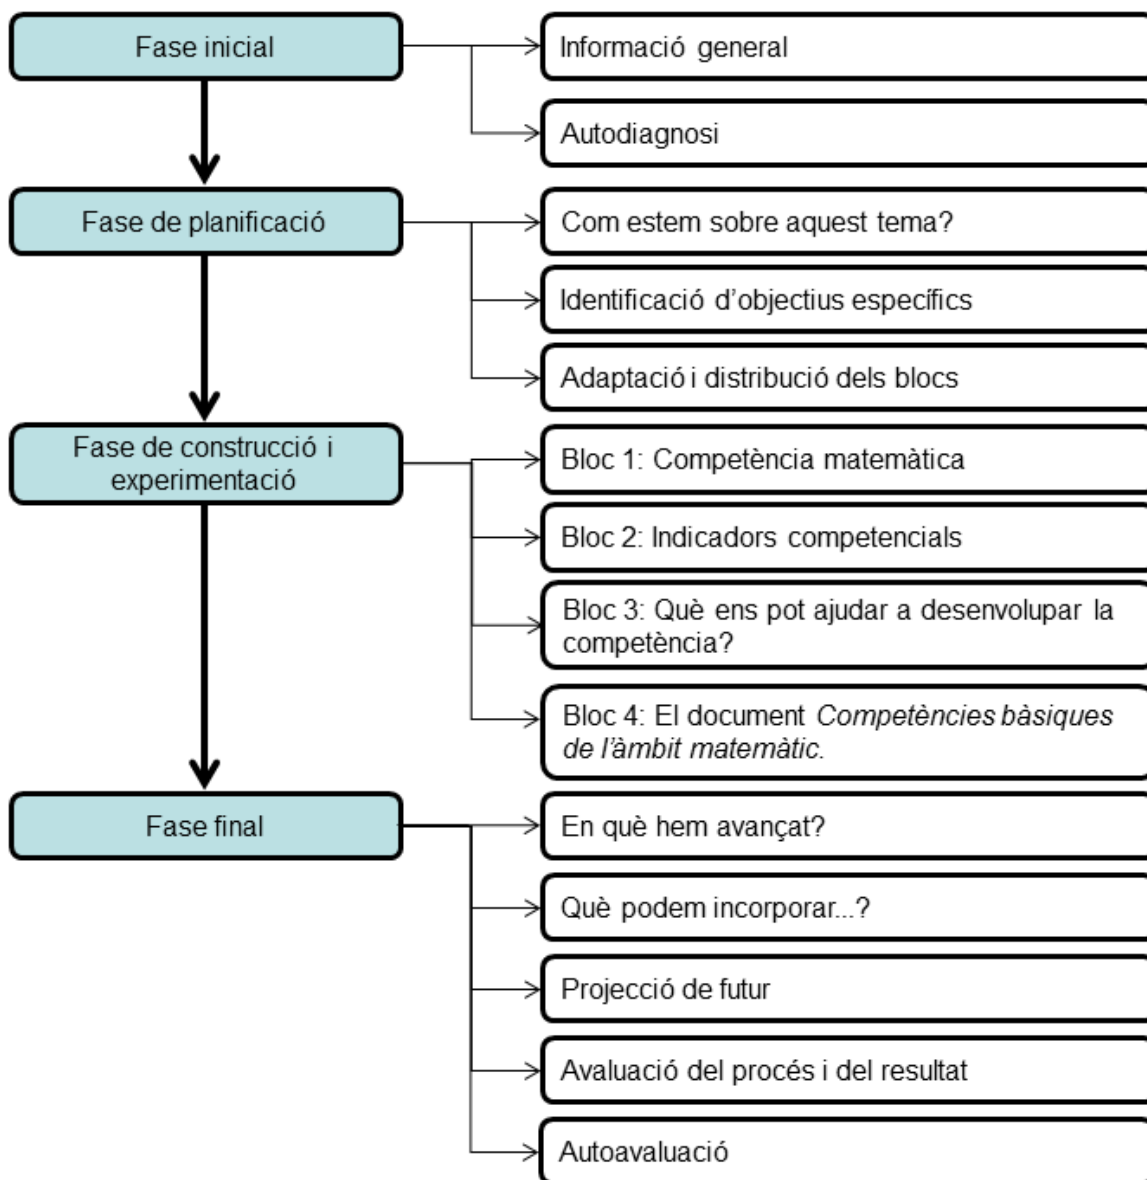 Fase inicial
Informació general
Autodiagnosi
Fase de planificació
Com estem sobre aquest tema?
Identificació d’objectius específics
Adaptació i distribució dels blocs
Fase de construcció i
experimentació
Bloc 1: Competència matemàtica
Bloc 2: Indicadors competencials
Bloc 3: Què ens pot ajudar a desenvolupar la
competència?
Bloc 4: El document Competències bàsiques
de l’àmbit matemàtic.
Fase final
En què hem avançat?
Què podem incorporar...?
Projecció de futur
Avaluació del procés i del resultat
Autoavaluació